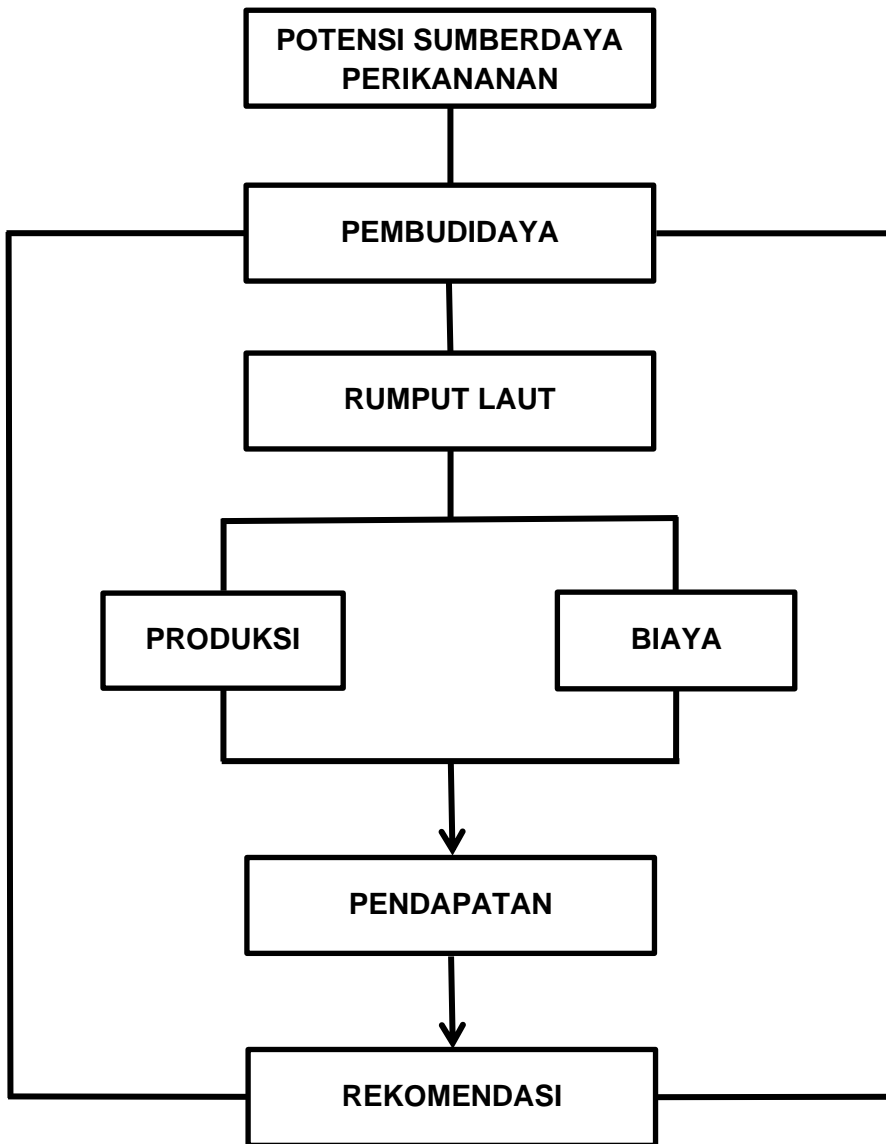 POTENSI SUMBERDAYA
PERIKANANAN
PEMBUDIDAYA
RUMPUT LAUT
PRODUKSI
BIAYA
PENDAPATAN
REKOMENDASI